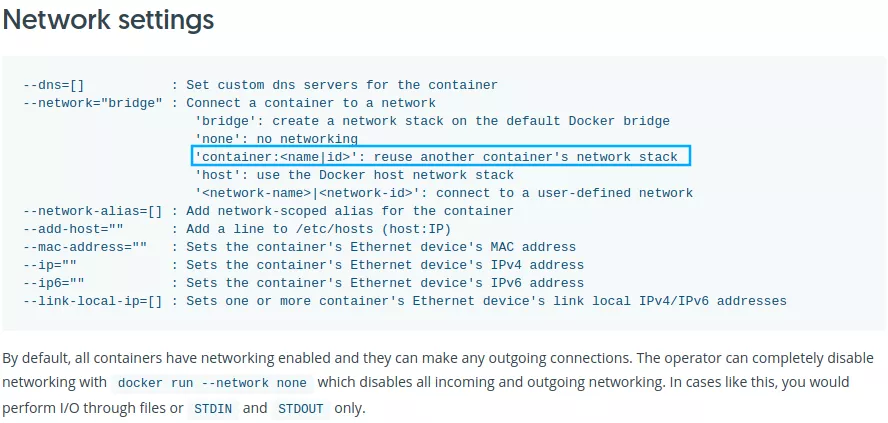 Network settings
--dns=[]           : Set custom dns servers for the container
--network="bridge" : Connect a container to a network
                      'bridge': create a network stack on the default Docker bridge
                      'none': no networking
                      'container:<name|id>': reuse another container's network stack
                      'host': use the Docker host network stack
                      '<network-name>|<network-id>': connect to a user-defined network
--network-alias=[] : Add network-scoped alias for the container
--add-host=""      : Add a line to /etc/hosts (host:IP)
--mac-address=""   : Sets the container's Ethernet device's MAC address
--ip=""            : Sets the container's Ethernet device's IPv4 address
--ip6=""           : Sets the container's Ethernet device's IPv6 address
--link-local-ip=[] : Sets one or more container's Ethernet device's link local IPv4/IPv6 addresses
By default, all containers have networking enabled and they can make any outgoing connections. The operator can completely disable
networking with docker run --network none which disables all incoming and outgoing networking. In cases like this, you would
perform I/O through files or STDIN and STDOUT only.